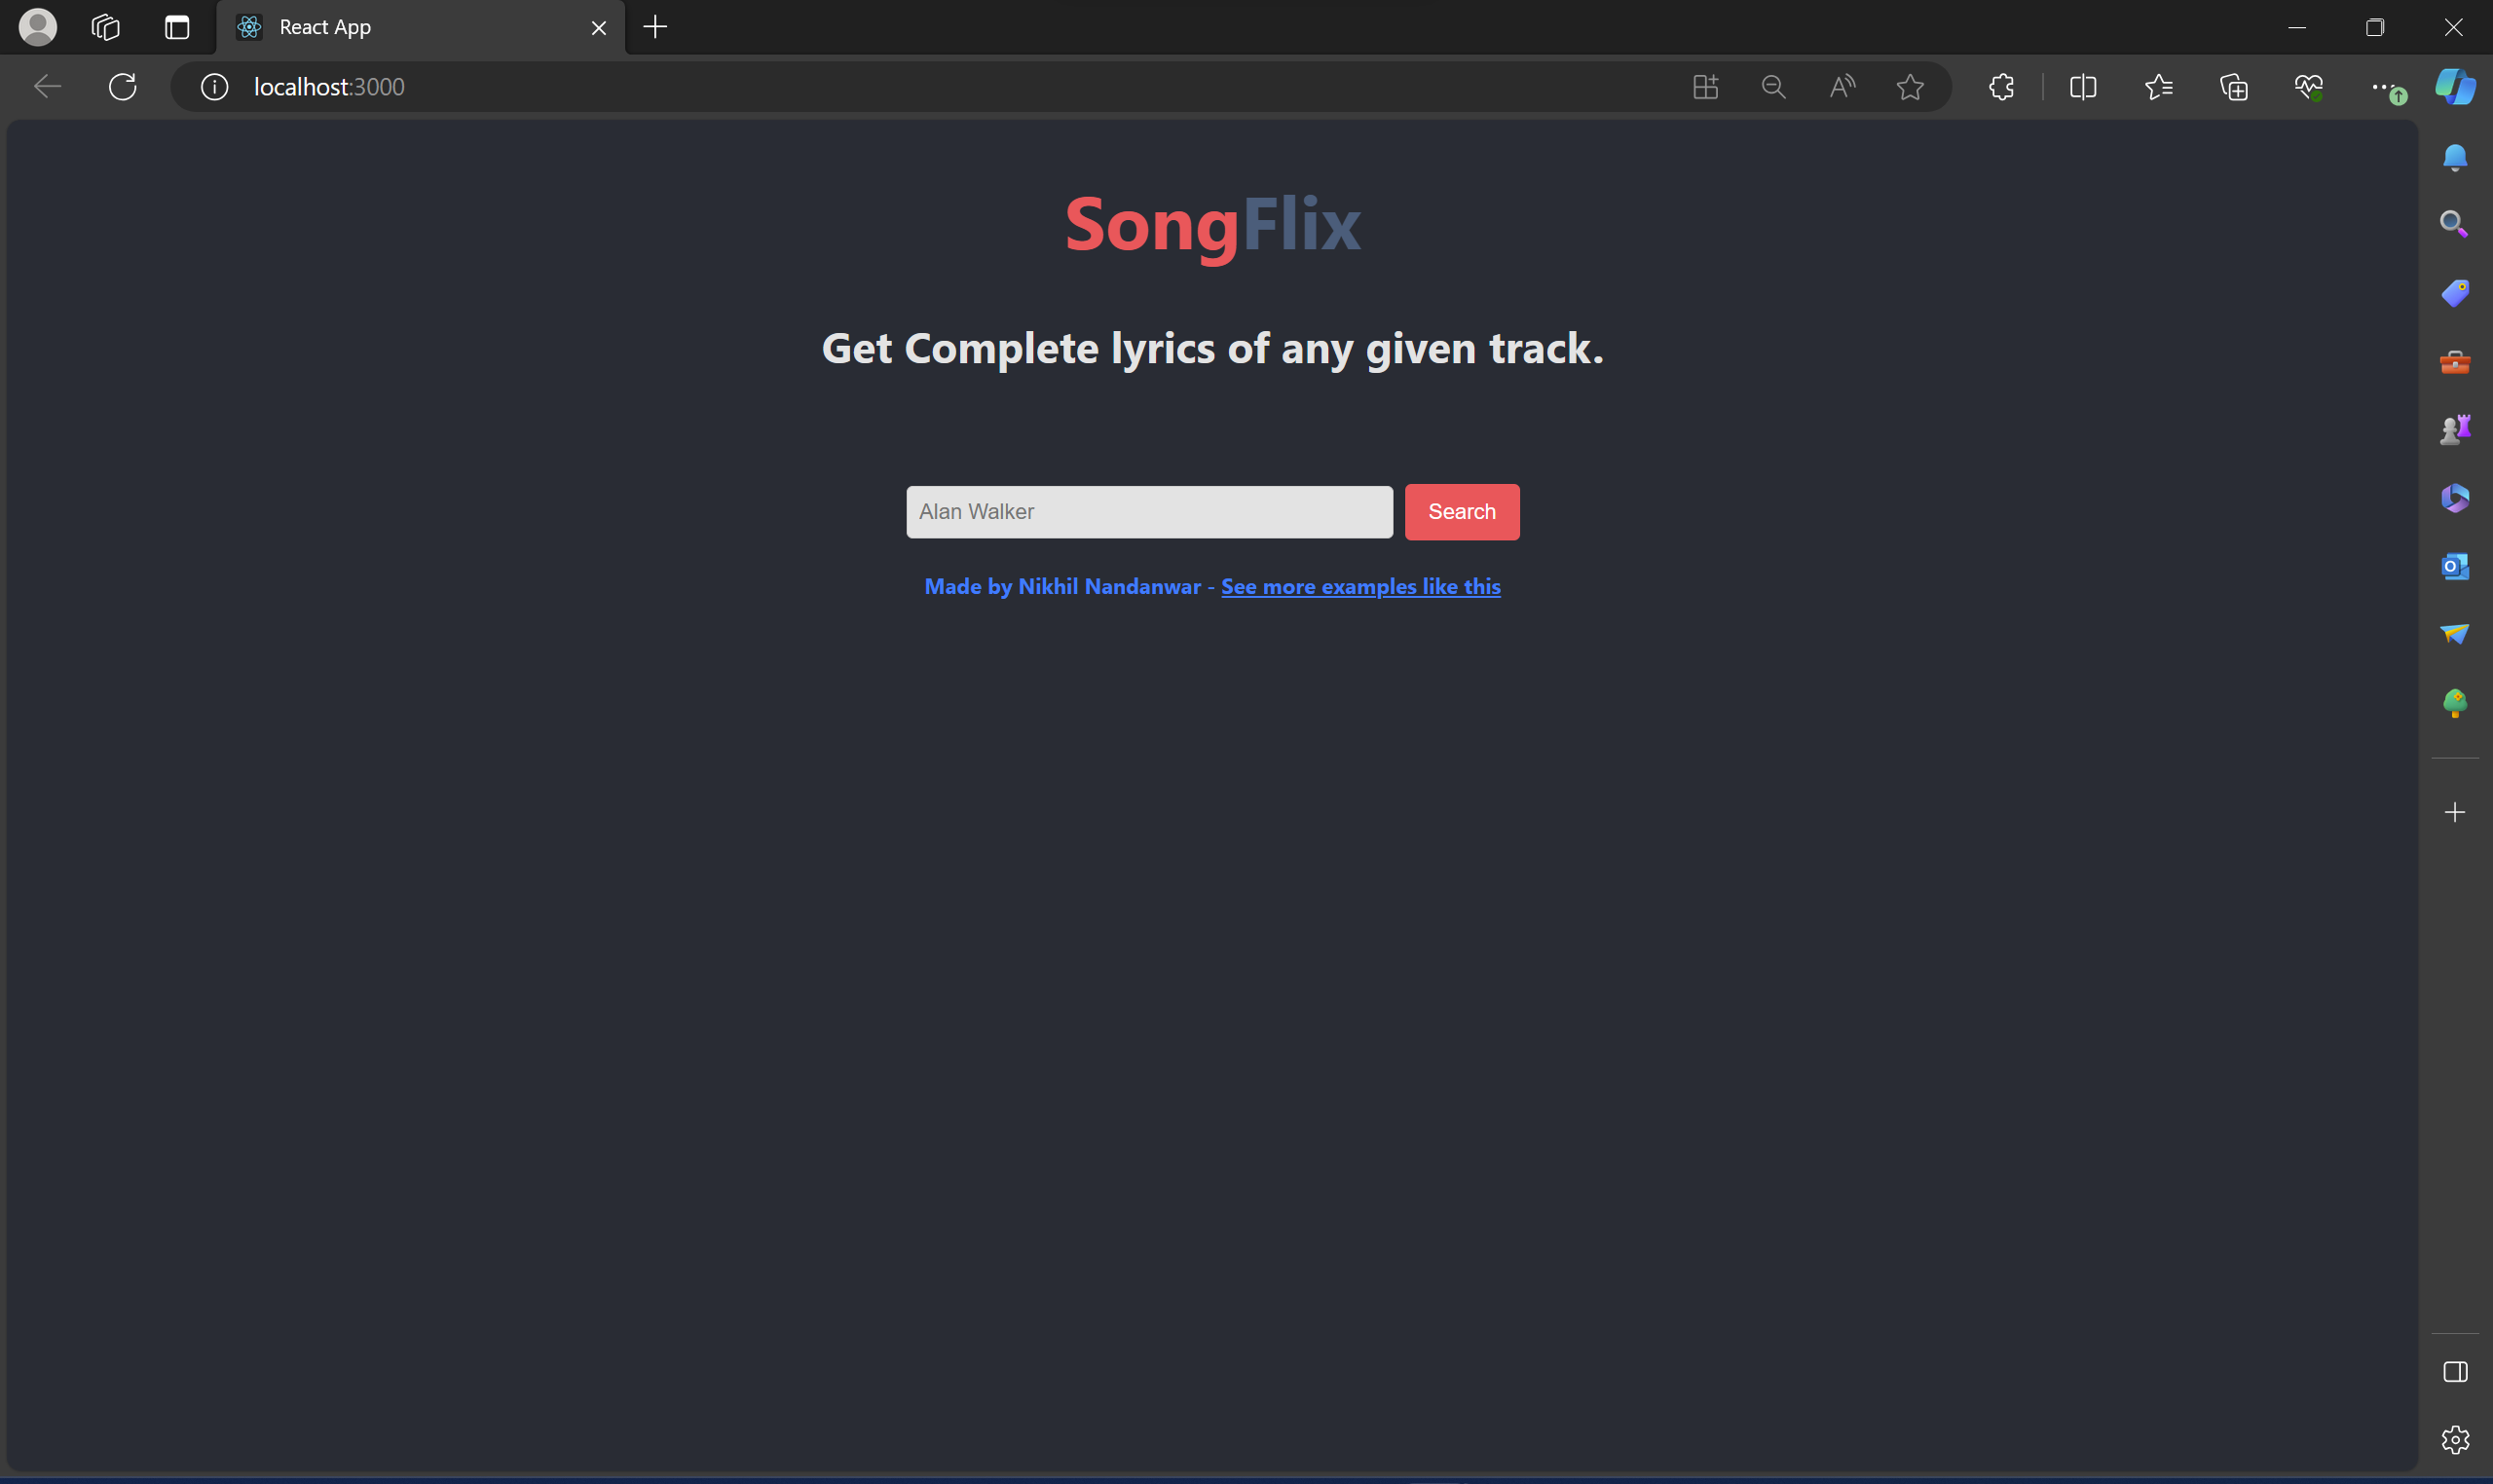 React App
localhost:3000
SongFlix
Get Complete lyrics of any given track.
Alan Walker
Search
Made by Nikhil Nandanwar - See more examples like this